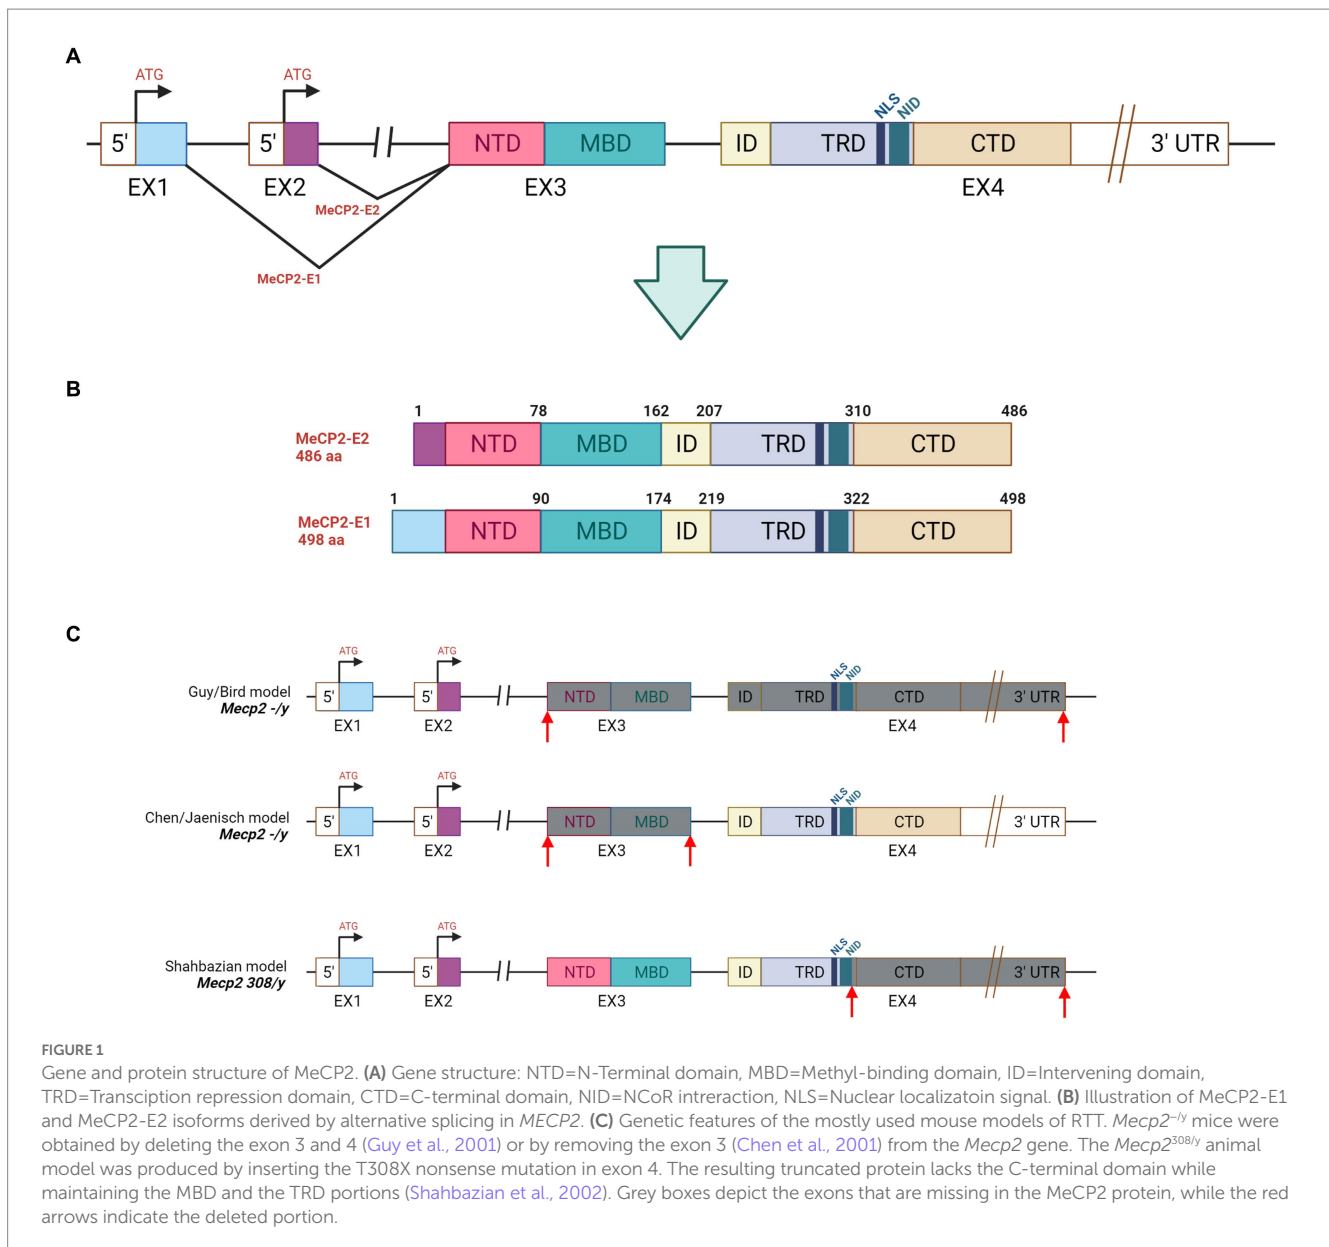 A
ATG
ATG
NLS
NID
5'
5'
NTD
MBD
ID
TRD
CTD
3' UTR
EX1
EX2
EX3
EX4
MeCP2-E2
MeCP2-E1
B
1
78
162
207
310
486
MeCP2-E2
486 aa
NTD
MBD
ID
TRD
CTD
1
90
174
219
322
498
MeCP2-E1
498 aa
NTD
MBD
ID
TRD
CTD
C
ATG
ATG
NLS
NID
Guy/Bird model
Mecp2 -/y
5'
5'
NTD
MBD
ID
TRD
CTD
3' UTR
EX1
EX2
EX3
EX4
ATG
ATG
NLS
NID
Chen/Jaenisch model
Mecp2 -/y
5'
5'
NTD
MBD
ID
TRD
CTD
3' UTR
EX1
EX2
EX3
EX4
ATG
ATG
NLS
NID
Shahbazian model
Mecp2 308/y
5'
5'
NTD
MBD
ID
TRD
CTD
3' UTR
EX1
EX2
EX3
EX4
FIGURE 1
Gene and protein structure of MeCP2. (A) Gene structure: NTD=N-Terminal domain, MBD=Methyl-binding domain, ID=Intervening domain,
TRD=Transciption repression domain, CTD=C-terminal domain, NID=NCoR intreraction, NLS=Nuclear localizatoin signal. (B) Illustration of MeCP2-E1
and MeCP2-E2 isoforms derived by alternative splicing in MECP2. (C) Genetic features of the mostly used mouse models of RTT. Mecp2−/y mice were
obtained by deleting the exon 3 and 4 (Guy et al., 2001) or by removing the exon 3 (Chen et al., 2001) from the Mecp2 gene. The Mecp2308/y animal
model was produced by inserting the T308X nonsense mutation in exon 4. The resulting truncated protein lacks the C-terminal domain while
maintaining the MBD and the TRD portions (Shahbazian et al., 2002). Grey boxes depict the exons that are missing in the MeCP2 protein, while the red
arrows indicate the deleted portion.